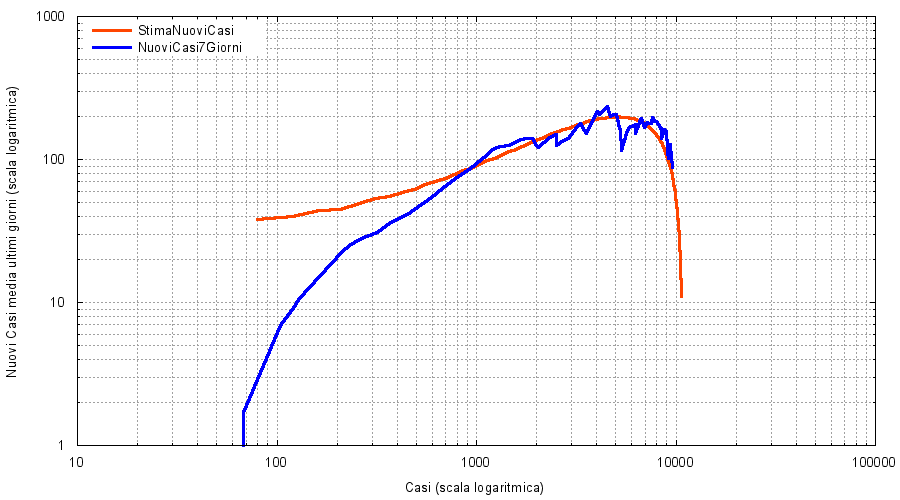 1000
StimaNuoviCasi
NuoviCasi7Giorni
100
10
1
10
100
1000
10000
100000
Nuovi Casi media ultimi giorni (scala logaritmica)
Casi (scala logaritmica)